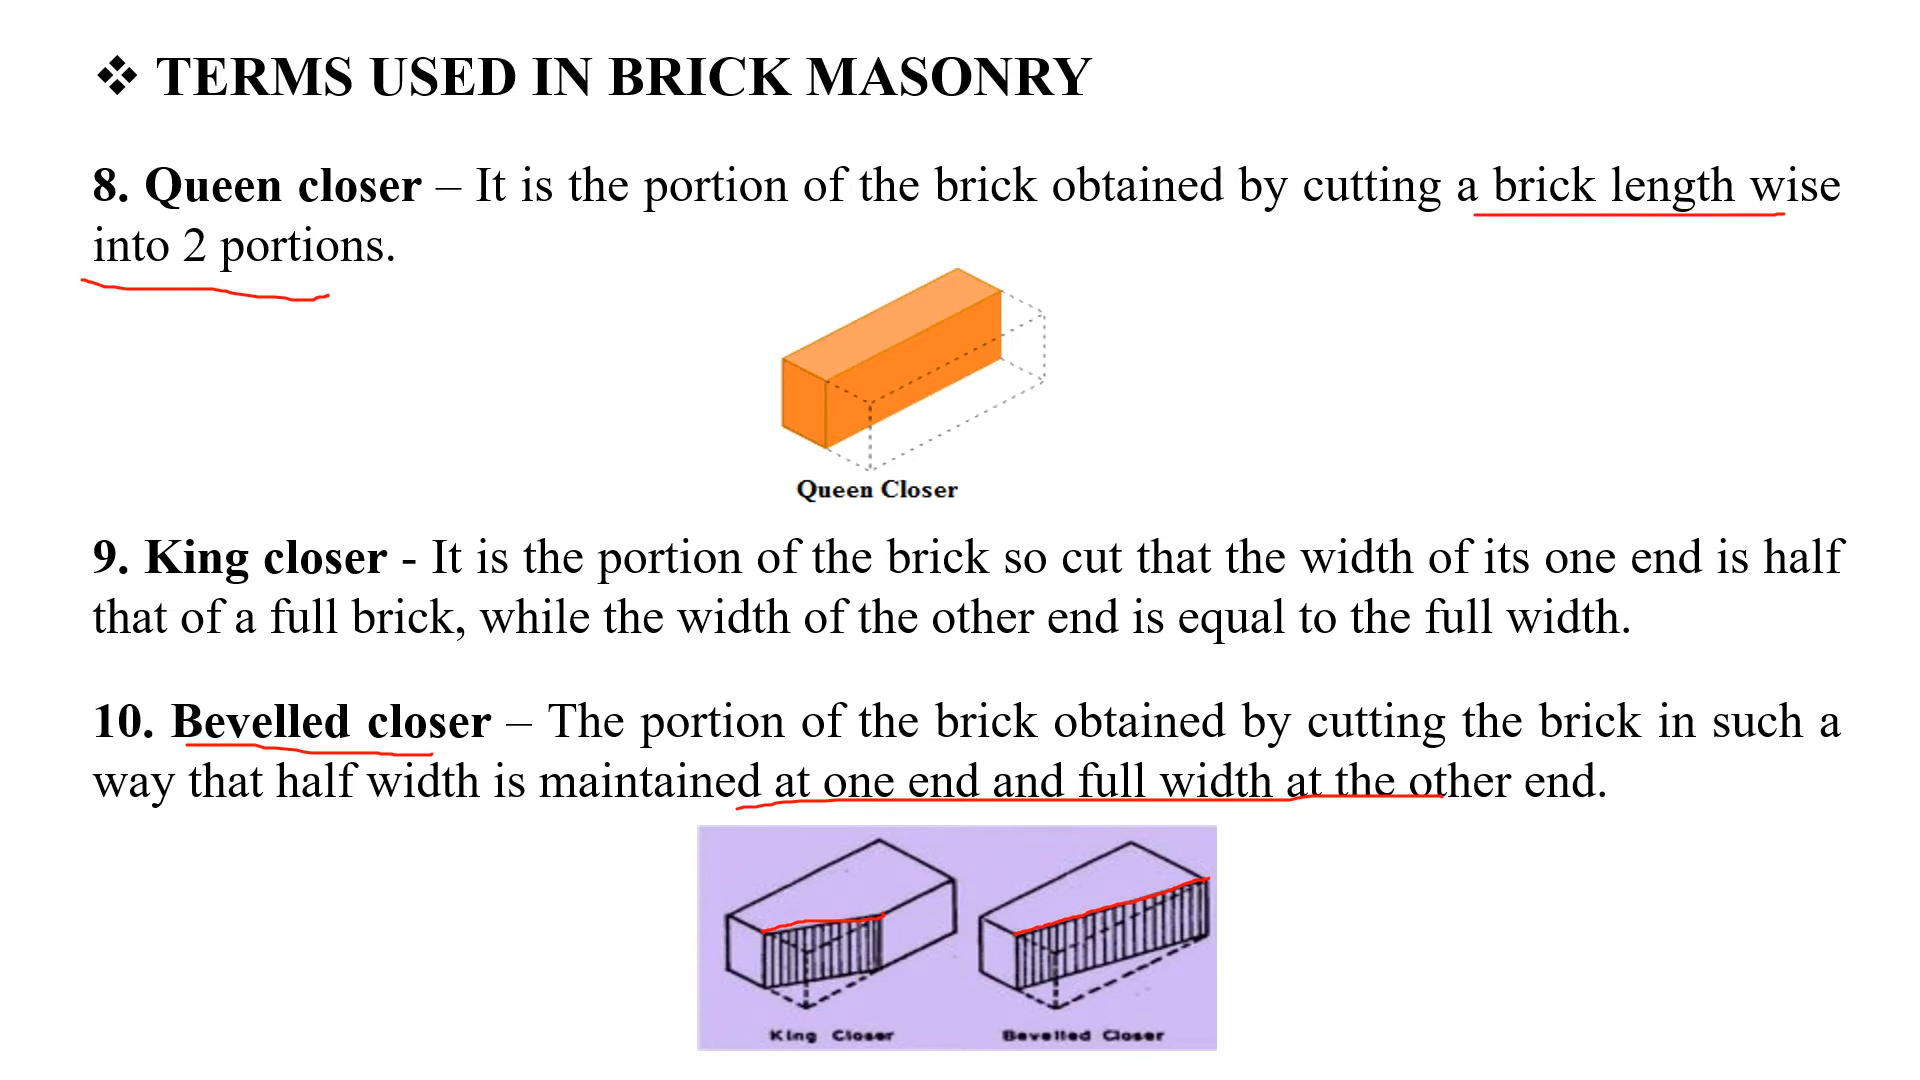 ❖ TERMS USED IN BRICK MASONRY
8. Queen closer – It is the portion of the brick obtained by cutting a brick length wise
into 2 portions.
Queen Closer
9. King closer - It is the portion of the brick so cut that the width of its one end is half
that of a full brick, while the width of the other end is equal to the full width.
10. Bevelled closer – The portion of the brick obtained by cutting the brick in such a
way that half width is maintained at one end and full width at the other end.
King Closer
Bevelled Closer